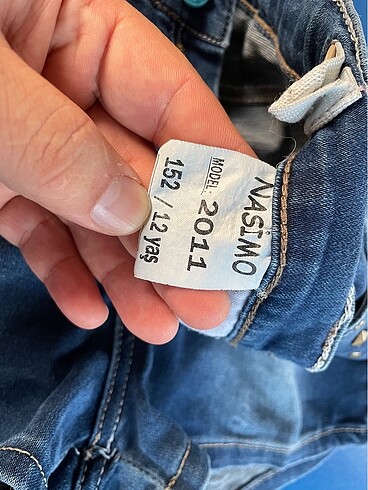 NASiMO
MODEL: 2011
152 / 12 yaş